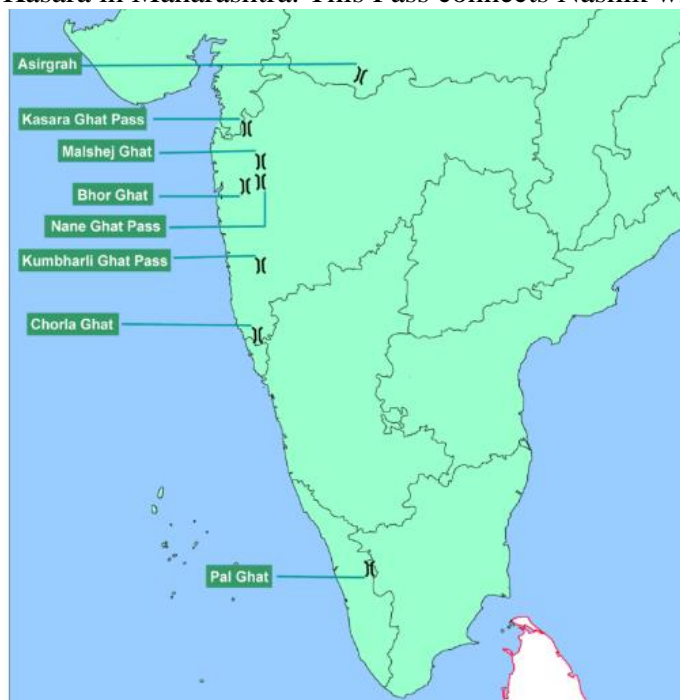 Kasara in Maharashtra. This Pass connects Nashik
Asirgrah
Kasara Ghat Pass
Malshej Ghat
Bhor Ghat
Nane Ghat Pass
Kumbharli Ghat Pass
Chorla Ghat
Pal Ghat